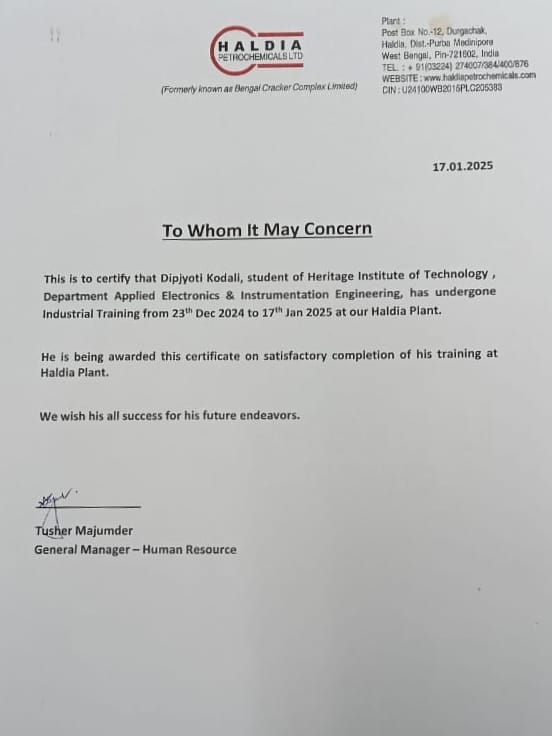 HALDIA
PETROCHEMICALS LTD
(Formerly known as Bengal Cracker Complex Limited)
Plant :
Post Box No.-12, Durgachak,
Haldia, Dist.-Purba Medinipore
West Bengal, Pin-721602, India
TEL. : + 91(03224) 274007/384/400/876
WEBSITE : www.haldiapetrochemicals.com
CIN : U24100WB2015PLC205383
17.01.2025
To Whom It May Concern
This is to certify that Dipjyoti Kodali, student of Heritage Institute of Technology ,
Department Applied Electronics & Instrumentation Engineering, has undergone
Industrial Training from 23th Dec 2024 to 17th Jan 2025 at our Haldia Plant.
He is being awarded this certificate on satisfactory completion of his training at
Haldia Plant.
We wish his all success for his future endeavors.
Tusher Majumder
General Manager – Human Resource